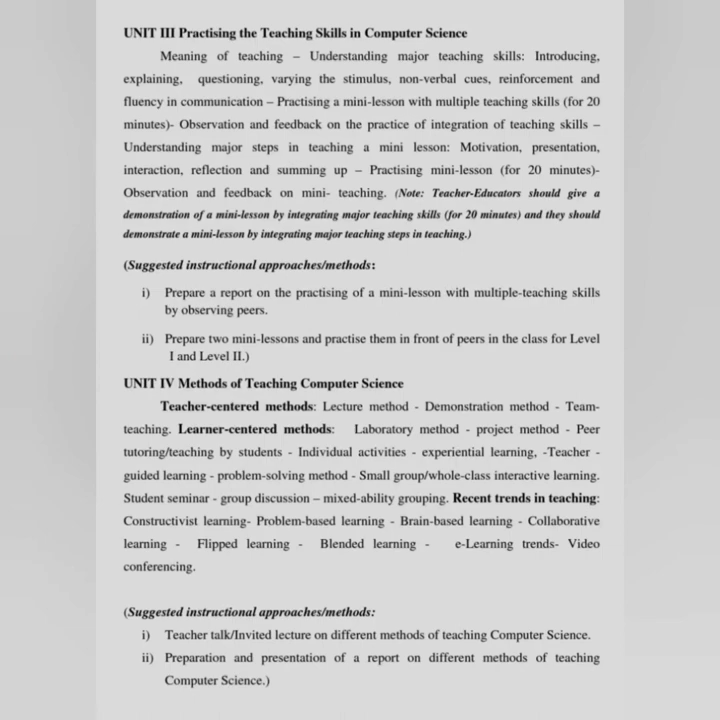 UNIT III Practising the Teaching Skills in Computer Science
Meaning of teaching – Understanding major teaching skills: Introducing,
explaining, questioning, varying the stimulus, non-verbal cues, reinforcement and
fluency in communication – Practising a mini-lesson with multiple teaching skills (for 20
minutes)- Observation and feedback on the practice of integration of teaching skills –
Understanding major steps in teaching a mini lesson: Motivation, presentation,
interaction, reflection and summing up – Practising mini-lesson (for 20 minutes)-
Observation and feedback on mini- teaching. (Note: Teacher-Educators should give a
demonstration of a mini-lesson by integrating major teaching skills (for 20 minutes) and they should
demonstrate a mini-lesson by integrating major teaching steps in teaching.)
(Suggested instructional approaches/methods:
i) Prepare a report on the practising of a mini-lesson with multiple-teaching skills
by observing peers.
ii) Prepare two mini-lessons and practise them in front of peers in the class for Level
I and Level II.)
UNIT IV Methods of Teaching Computer Science
Teacher-centered methods: Lecture method - Demonstration method - Team-
teaching. Learner-centered methods: Laboratory method - project method - Peer
tutoring/teaching by students - Individual activities - experiential learning, -Teacher -
guided learning - problem-solving method - Small group/whole-class interactive learning.
Student seminar - group discussion – mixed-ability grouping. Recent trends in teaching:
Constructivist learning- Problem-based learning - Brain-based learning - Collaborative
learning - Flipped learning - Blended learning - e-Learning trends- Video
conferencing.
(Suggested instructional approaches/methods:
i) Teacher talk/Invited lecture on different methods of teaching Computer Science.
ii) Preparation and presentation of a report on different methods of teaching
Computer Science.)